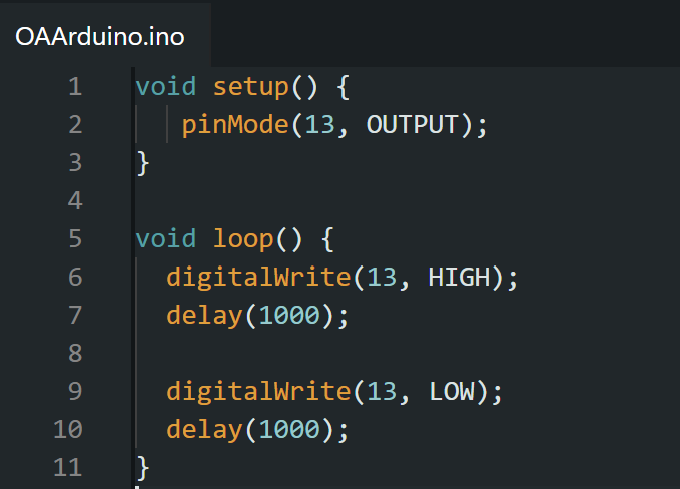 OAArduino.ino
1 void setup() {
2 pinMode(13, OUTPUT);
3 }
4
5 void loop() {
6 digitalWrite(13, HIGH);
7 delay(1000);
8
9 digitalWrite(13, LOW);
10 delay(1000);
11 }